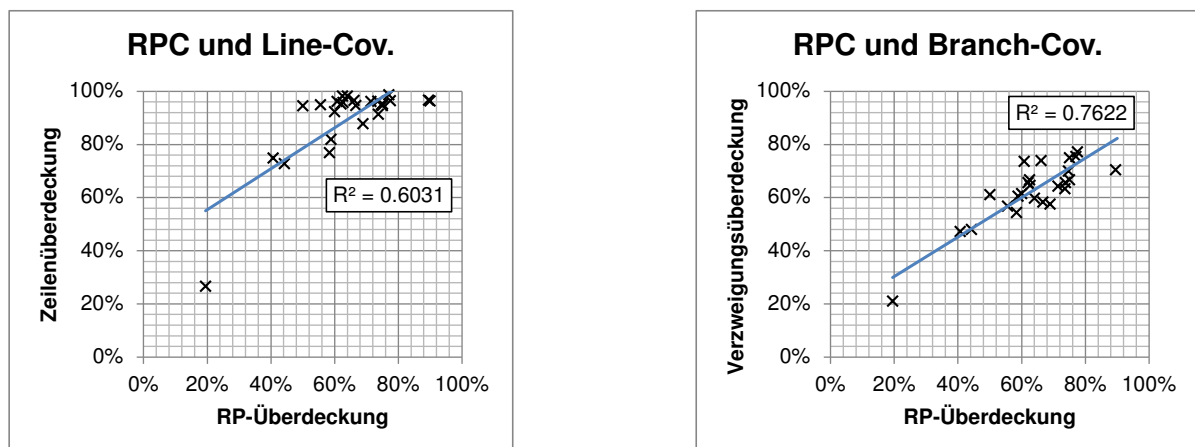 RPC und Line-Cov.
100%
80%
60%
40%
20%
0%
0% 20% 40% 60% 80% 100%
Zeilenüberdeckung
RP-Überdeckung
R² = 0.6031
RPC und Branch-Cov.
100%
80%
60%
40%
20%
0%
0% 20% 40% 60% 80% 100%
Verzweigungsüberdeckung
RP-Überdeckung
R² = 0.7622